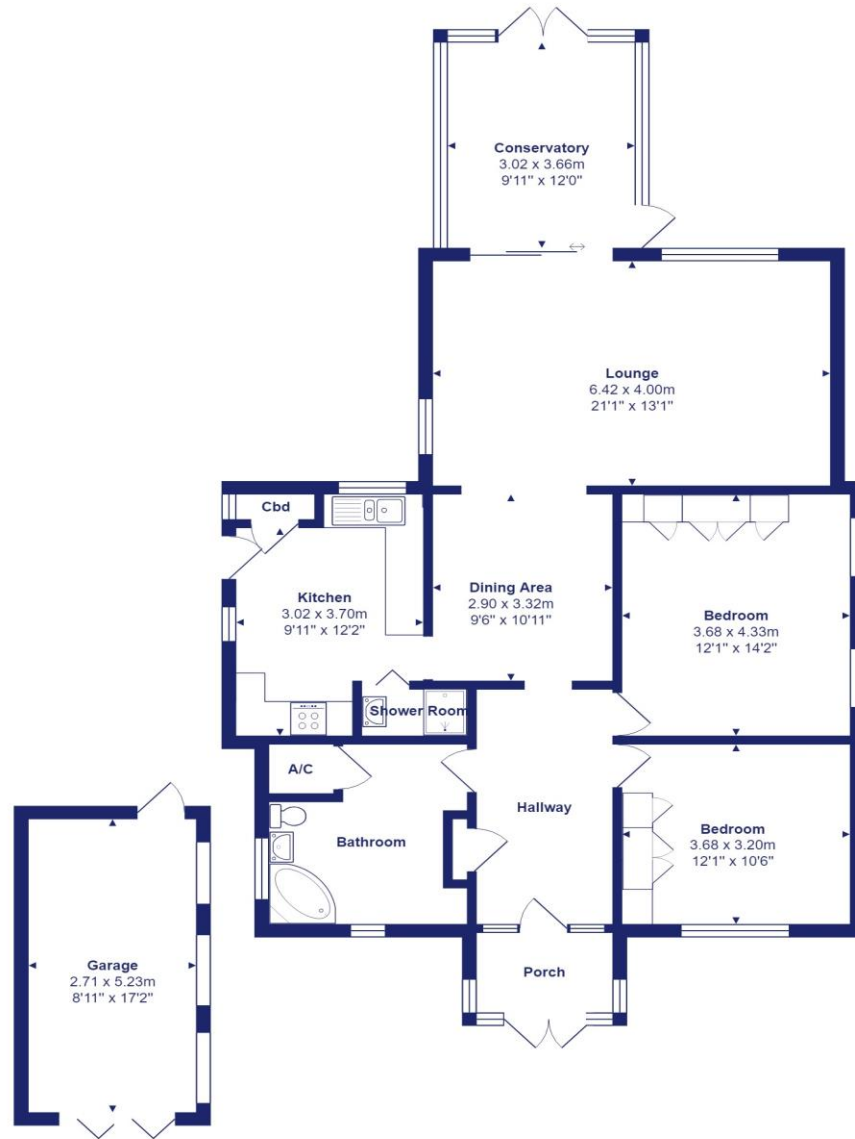 Conservatory
3.02 x 3.66m
9'11" x 12'0"
Lounge
6.42 x 4.00m
21'1" x 13'1"
Cbd
Kitchen
3.02 x 3.70m
9'11" x 12'2"
Dining Area
2.90 x 3.32m
9'6" x 10'11"
Bedroom
3.68 x 4.33m
12'1" x 14'2"
Shower Room
A/C
Bathroom
Hallway
Bedroom
3.68 x 3.20m
12'1" x 10'6"
Porch
Garage
2.71 x 5.23m
8'11" x 17'2"